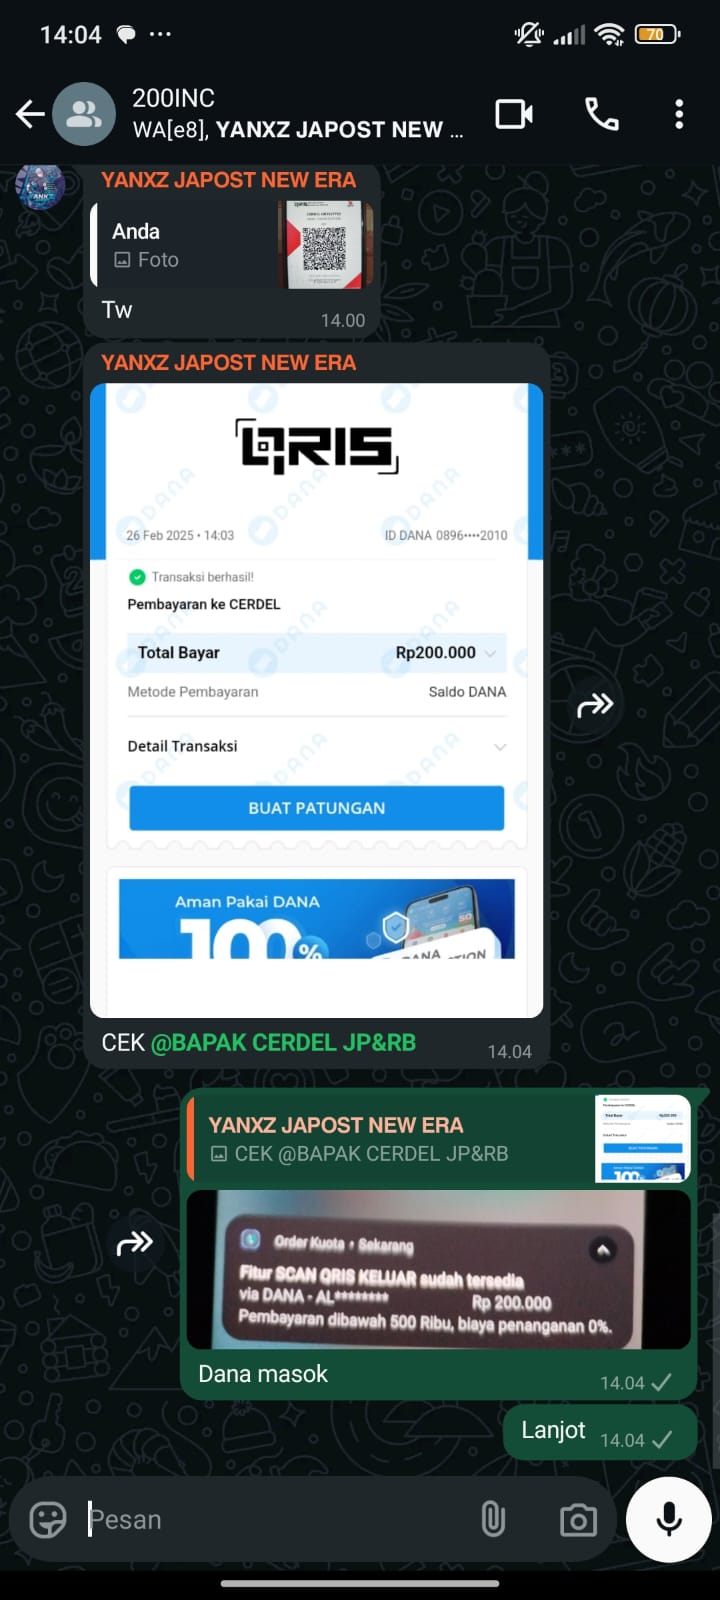 14:04
70
200INC
WA[e8], YANXZ JAPOST NEW ...
YANXZ JAPOST NEW ERA
Anda
Foto
Tw
14.00
YANXZ JAPOST NEW ERA
QRIS
26 Feb 2025 • 14:03
ID DANA 0896••••2010
Transaksi berhasil!
Pembayaran ke CERDEL
Total Bayar
Rp200.000
Metode Pembayaran
Saldo DANA
Detail Transaksi
BUAT PATUNGAN
Aman Pakai DANA
100%
CEK @BAPAK CERDEL JP&RB
14.04
YANXZ JAPOST NEW ERA
CEK @BAPAK CERDEL JP&RB
Order Kuota • Sekarang
Fitur SCAN QRIS KELUAR sudah tersedia
via DANA - AL********
Rp 200.000
Pembayaran dibawah 500 Ribu, biaya penanganan 0%.
Dana masok
14.04
Lanjot
14.04
Pesan